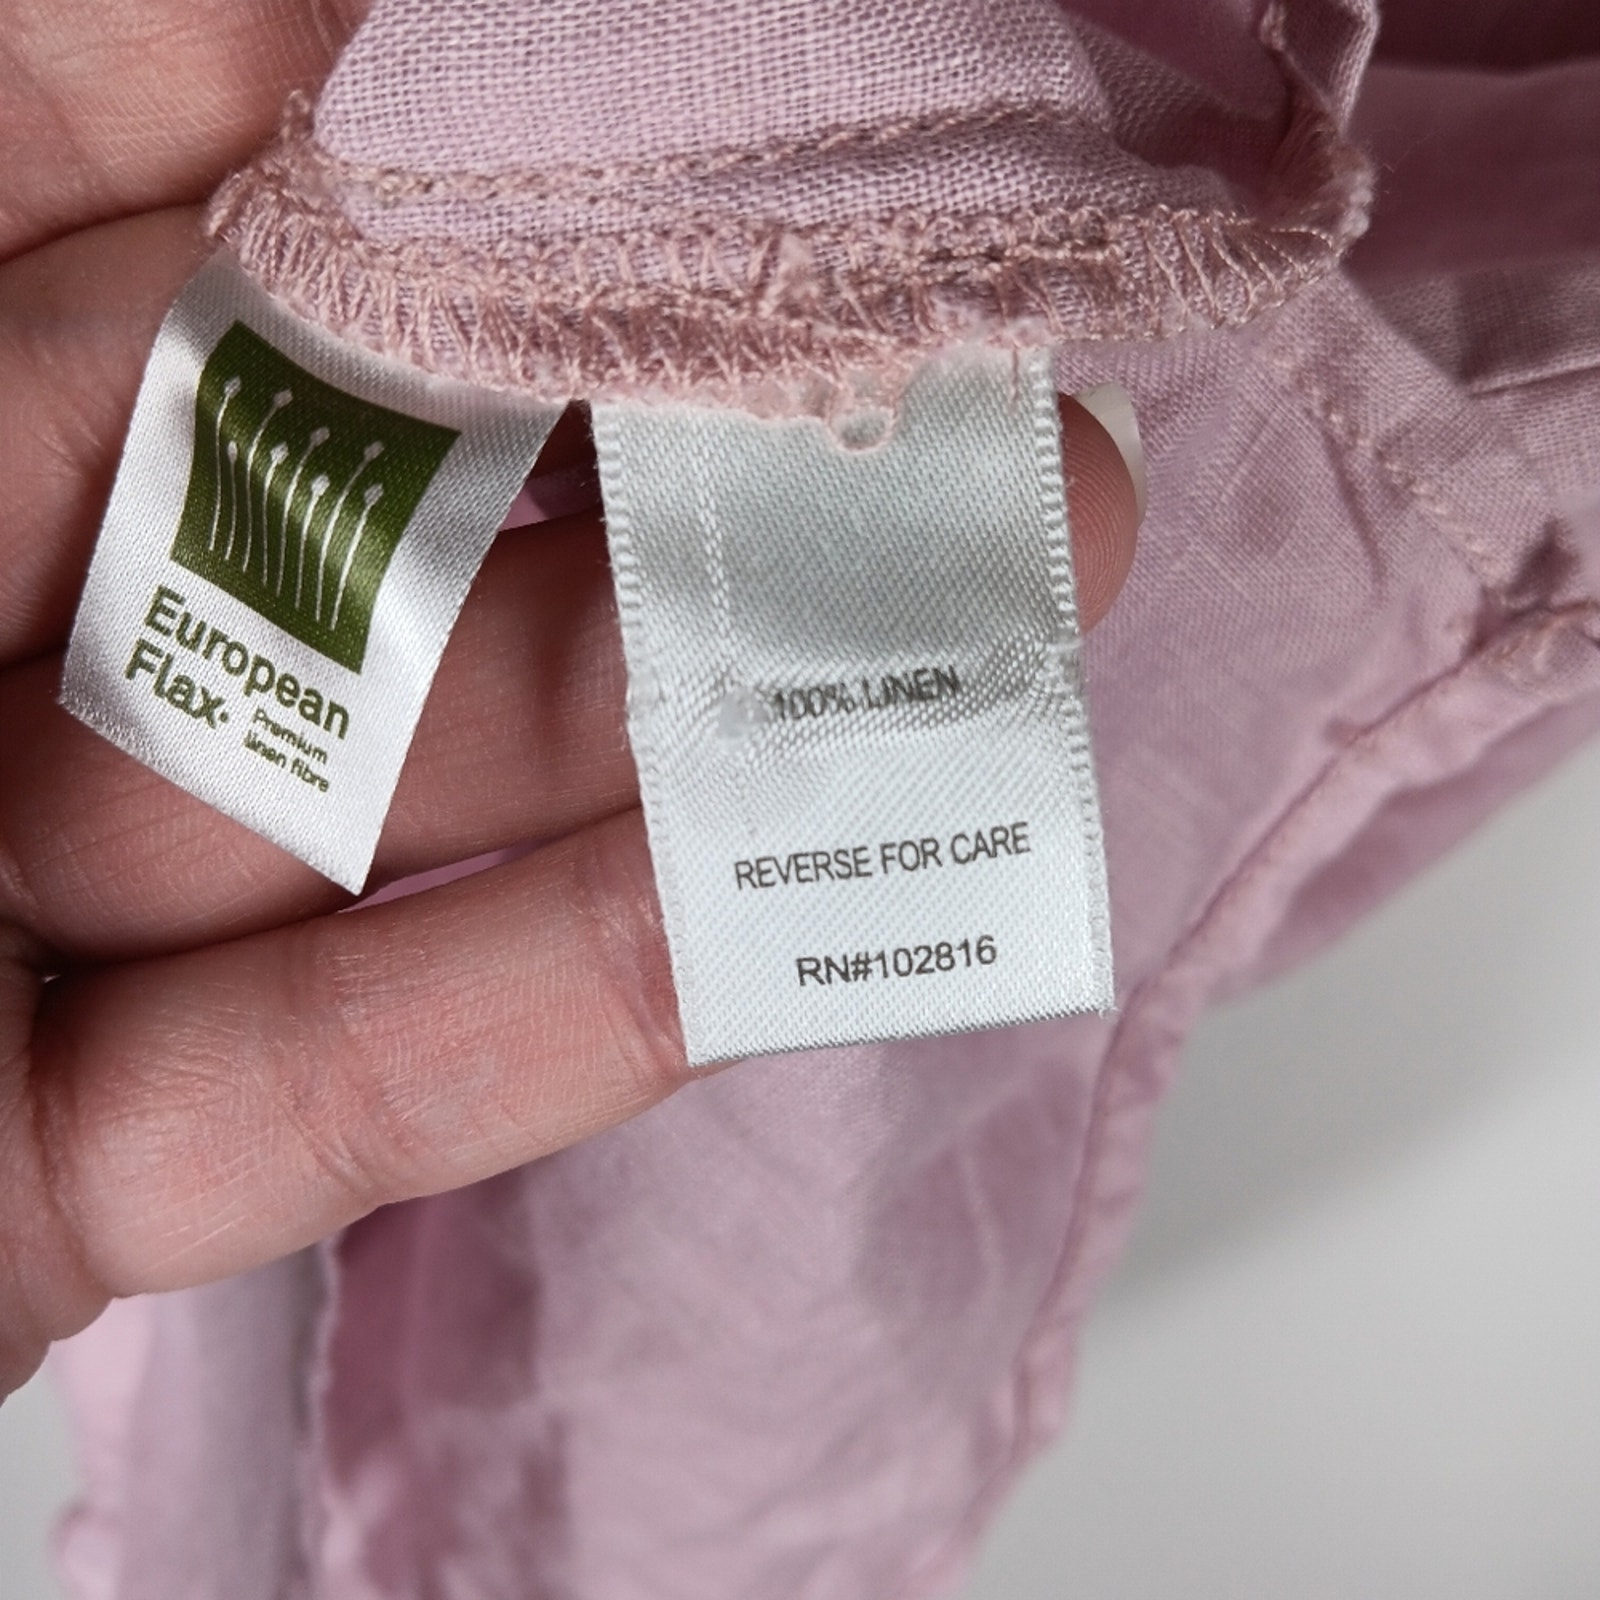 European
Flax.
Premium
linen fibre
100% LINEN
REVERSE FOR CARE
RN#102816